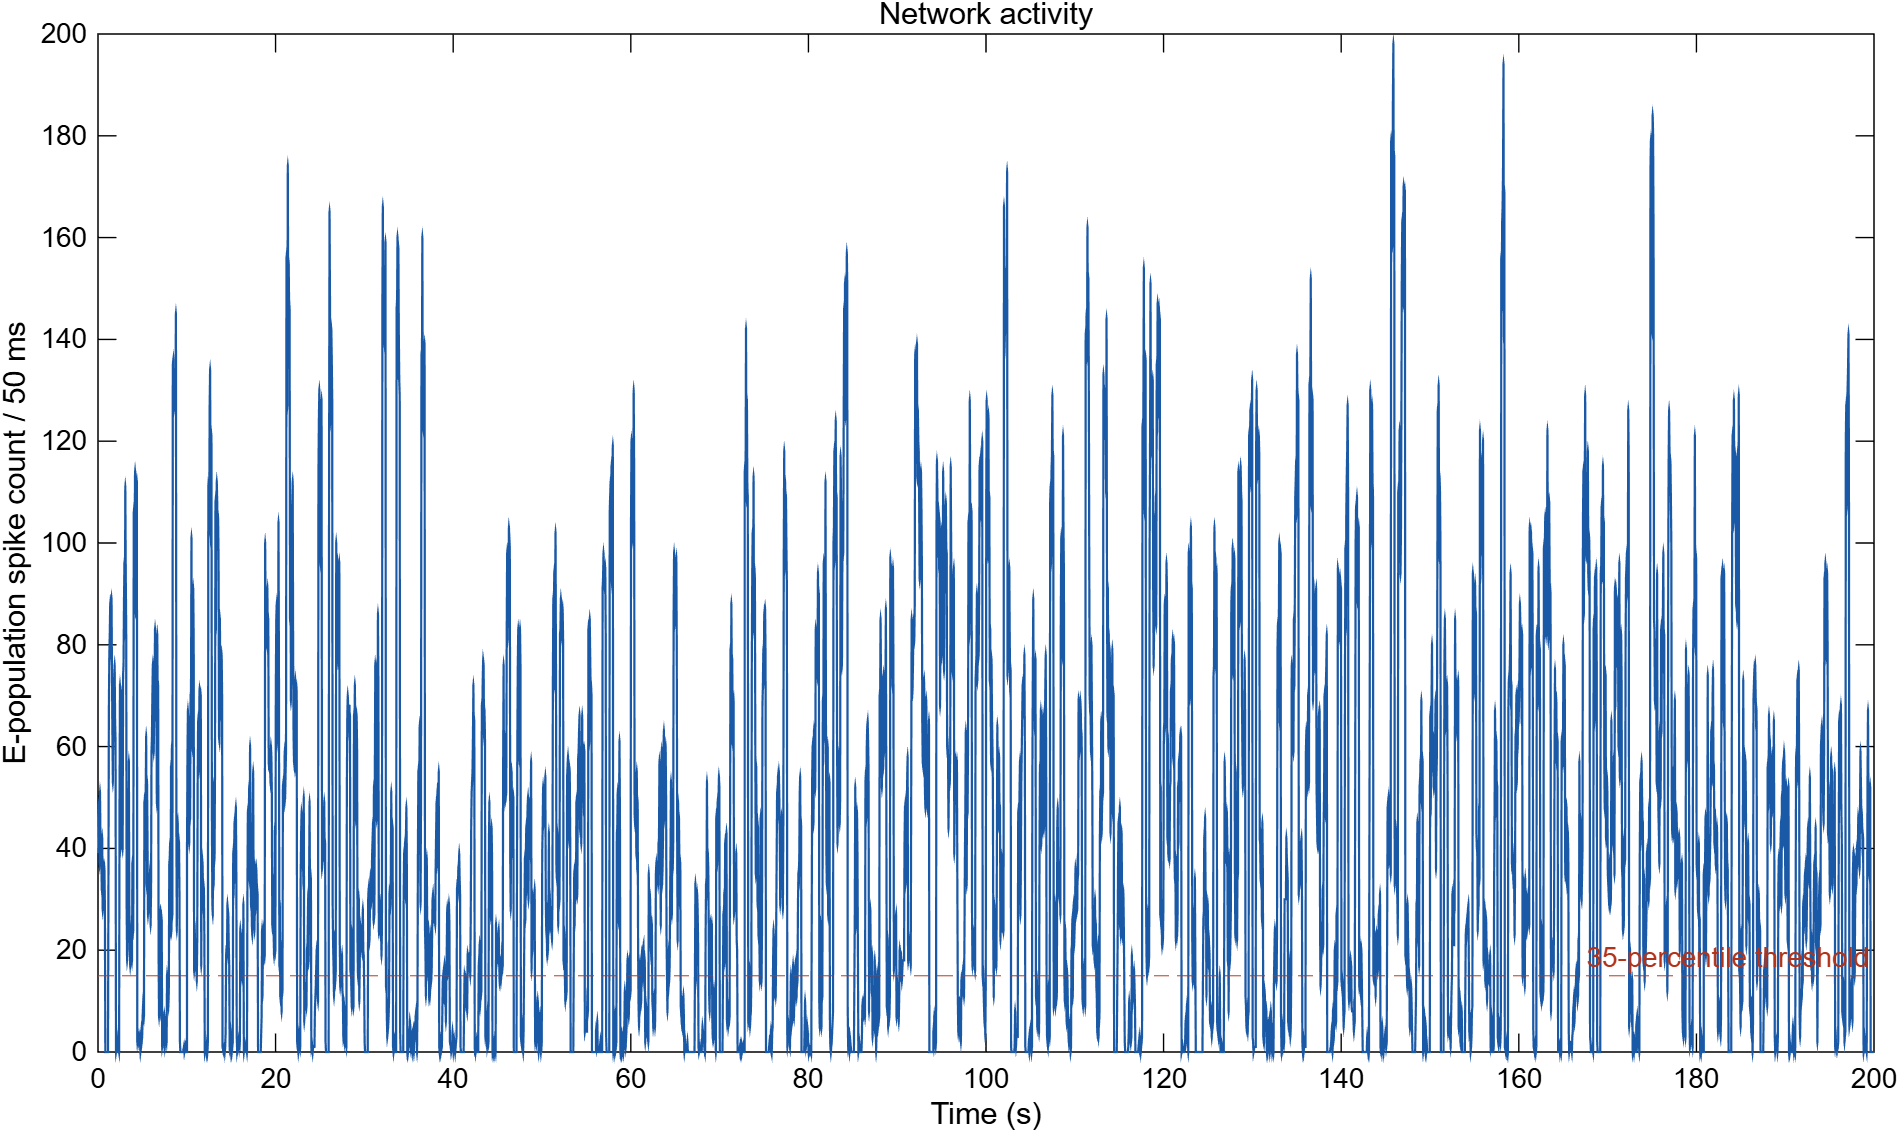 Network activity
200
180
160
140
120
100
80
60
40
20
0
E-population spike count / 50 ms
35-percentile threshold
0 20 40 60 80 100 120 140 160 180 200
Time (s)